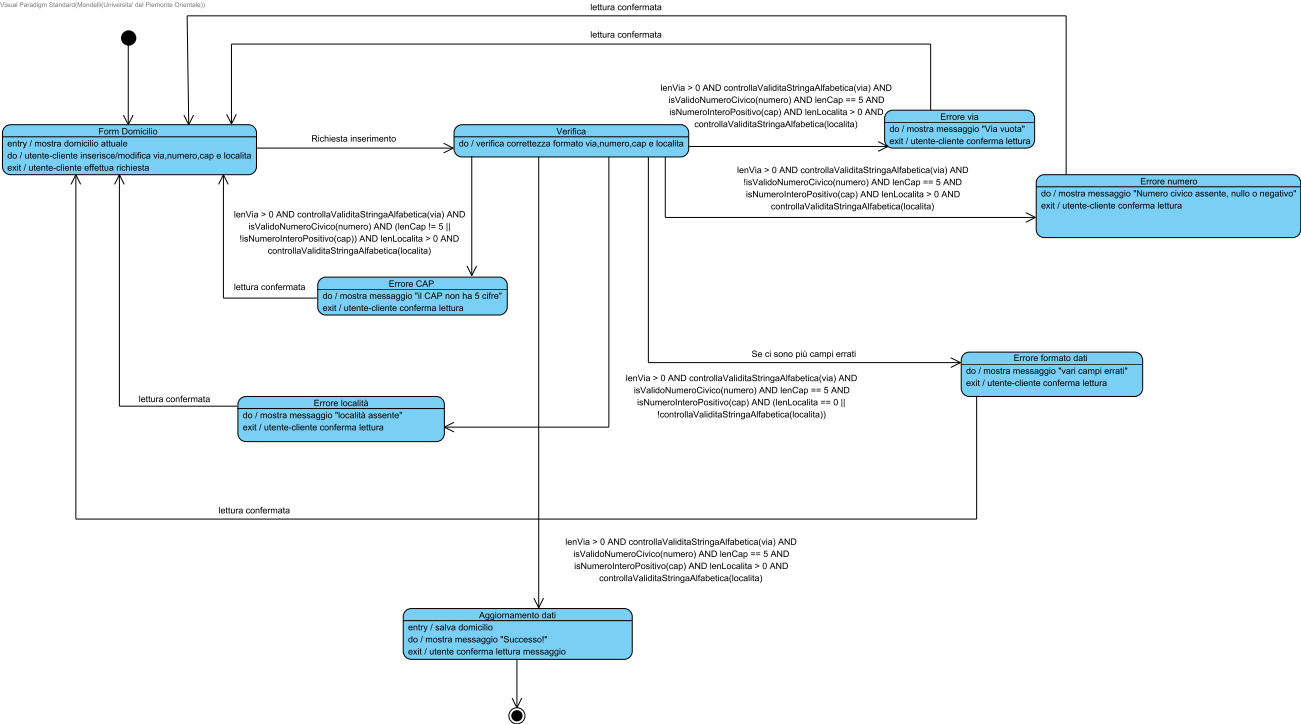 Visual Paradigm Standard(Mondelli(Universita' del Piemonte Orientale))
lettura confermata
lettura confermata
lenVia > 0 AND controllaValiditaStringaAlfabetica(via) AND
isValidoNumeroCivico(numero) AND lenCap == 5 AND
isNumeroInteroPositivo(cap) AND lenLocalita > 0 AND
controllaValiditaStringaAlfabetica(localita)
Form Domicilio
entry / mostra domicilio attuale
do / utente-cliente inserisce/modifica via,numero,cap e localita
exit / utente-cliente effettua richiesta
Richiesta inserimento
Verifica
do / verifica correttezza formato via,numero,cap e localita
Errore via
do / mostra messaggio "Via vuota"
exit / utente-cliente conferma lettura
lenVia > 0 AND controllaValiditaStringaAlfabetica(via) AND
!isValidoNumeroCivico(numero) AND lenCap == 5 AND
isNumeroInteroPositivo(cap) AND lenLocalita > 0 AND
controllaValiditaStringaAlfabetica(localita)
Errore numero
do / mostra messaggio "Numero civico assente, nullo o negativo"
exit / utente-cliente conferma lettura
lenVia > 0 AND controllaValiditaStringaAlfabetica(via) AND
isValidoNumeroCivico(numero) AND (lenCap != 5 ||
!isNumeroInteroPositivo(cap)) AND lenLocalita > 0 AND
controllaValiditaStringaAlfabetica(localita)
lettura confermata
Errore CAP
do / mostra messaggio "il CAP non ha 5 cifre"
exit / utente-cliente conferma lettura
Se ci sono più campi errati
Errore formato dati
do / mostra messaggio "vari campi errati"
exit / utente-cliente conferma lettura
lenVia > 0 AND controllaValiditaStringaAlfabetica(via) AND
isValidoNumeroCivico(numero) AND lenCap == 5 AND
isNumeroInteroPositivo(cap) AND (lenLocalita == 0 ||
!controllaValiditaStringaAlfabetica(localita))
lettura confermata
Errore località
do / mostra messaggio "località assente"
exit / utente-cliente conferma lettura
lettura confermata
lenVia > 0 AND controllaValiditaStringaAlfabetica(via) AND
isValidoNumeroCivico(numero) AND lenCap == 5 AND
isNumeroInteroPositivo(cap) AND lenLocalita > 0 AND
controllaValiditaStringaAlfabetica(localita)
Aggiornamento dati
entry / salva domicilio
do / mostra messaggio "Successo!"
exit / utente conferma lettura messaggio